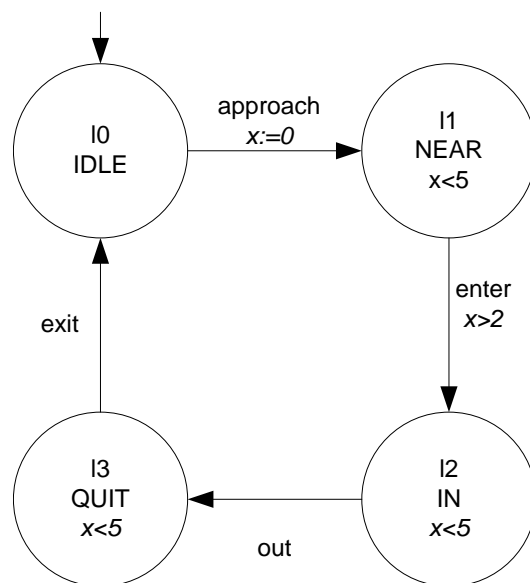 l0
IDLE
approach
x:=0
l1
NEAR
x<5
enter
x>2
exit
l3
QUIT
x<5
out
l2
IN
x<5